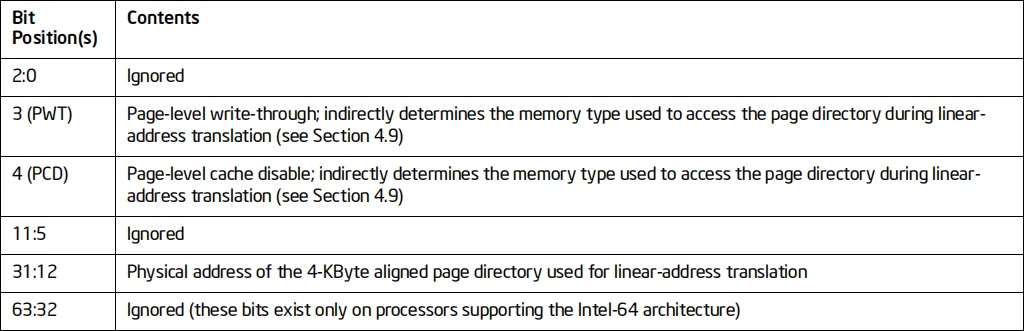 Bit
Position(s)
Contents
2:0
Ignored
3 (PWT)
Page-level write-through; indirectly determines the memory type used to access the page directory during linear-
address translation (see Section 4.9)
4 (PCD)
Page-level cache disable; indirectly determines the memory type used to access the page directory during linear-
address translation (see Section 4.9)
11:5
Ignored
31:12
Physical address of the 4-KByte aligned page directory used for linear-address translation
63:32
Ignored (these bits exist only on processors supporting the Intel-64 architecture)